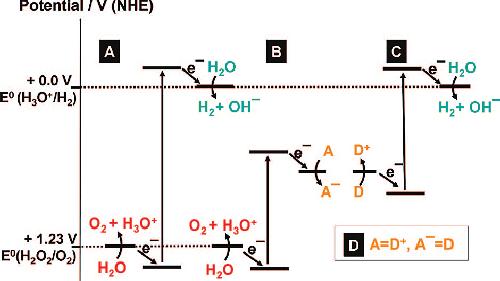 Potential / V (NHE)
A
B
C
e⁻
H₂O
e⁻
H₂O
+ 0.0 V
E⁰ (H₃O⁺/H₂)
H₂ + OH⁻
H₂ + OH⁻
e⁻
A
D⁺
e⁻
A⁻
D
+ 1.23 V
E⁰(H₂O₂/O₂)
O₂ + H₃O⁺
O₂ + H₃O⁺
e⁻
e⁻
H₂O
H₂O
D
A=D⁺, A⁻=D